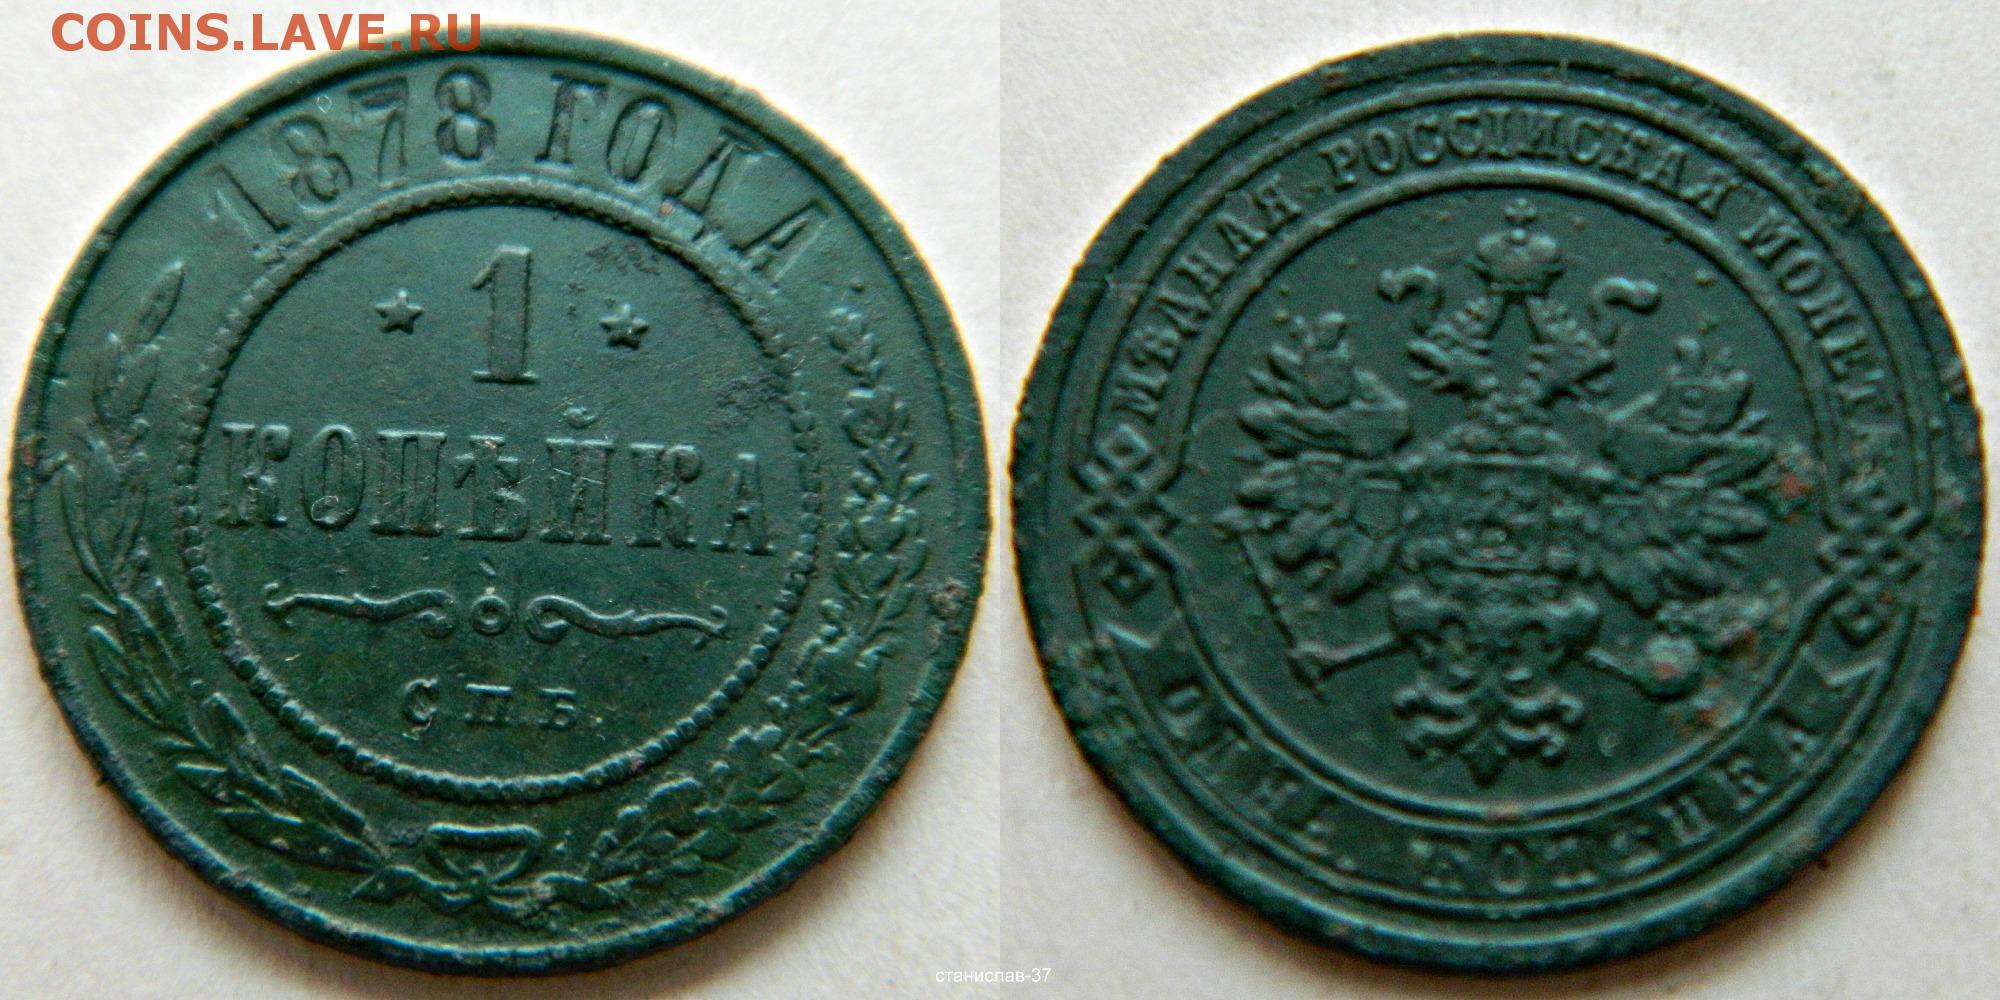 COINS.LAVE.RU
1878 ГОДА
1
КОПѢЙКА
СПБ
МѢДНАЯ РОССІЙСКАЯ МОНЕТА
ОДНА КОПѢЙКА
станислав-37